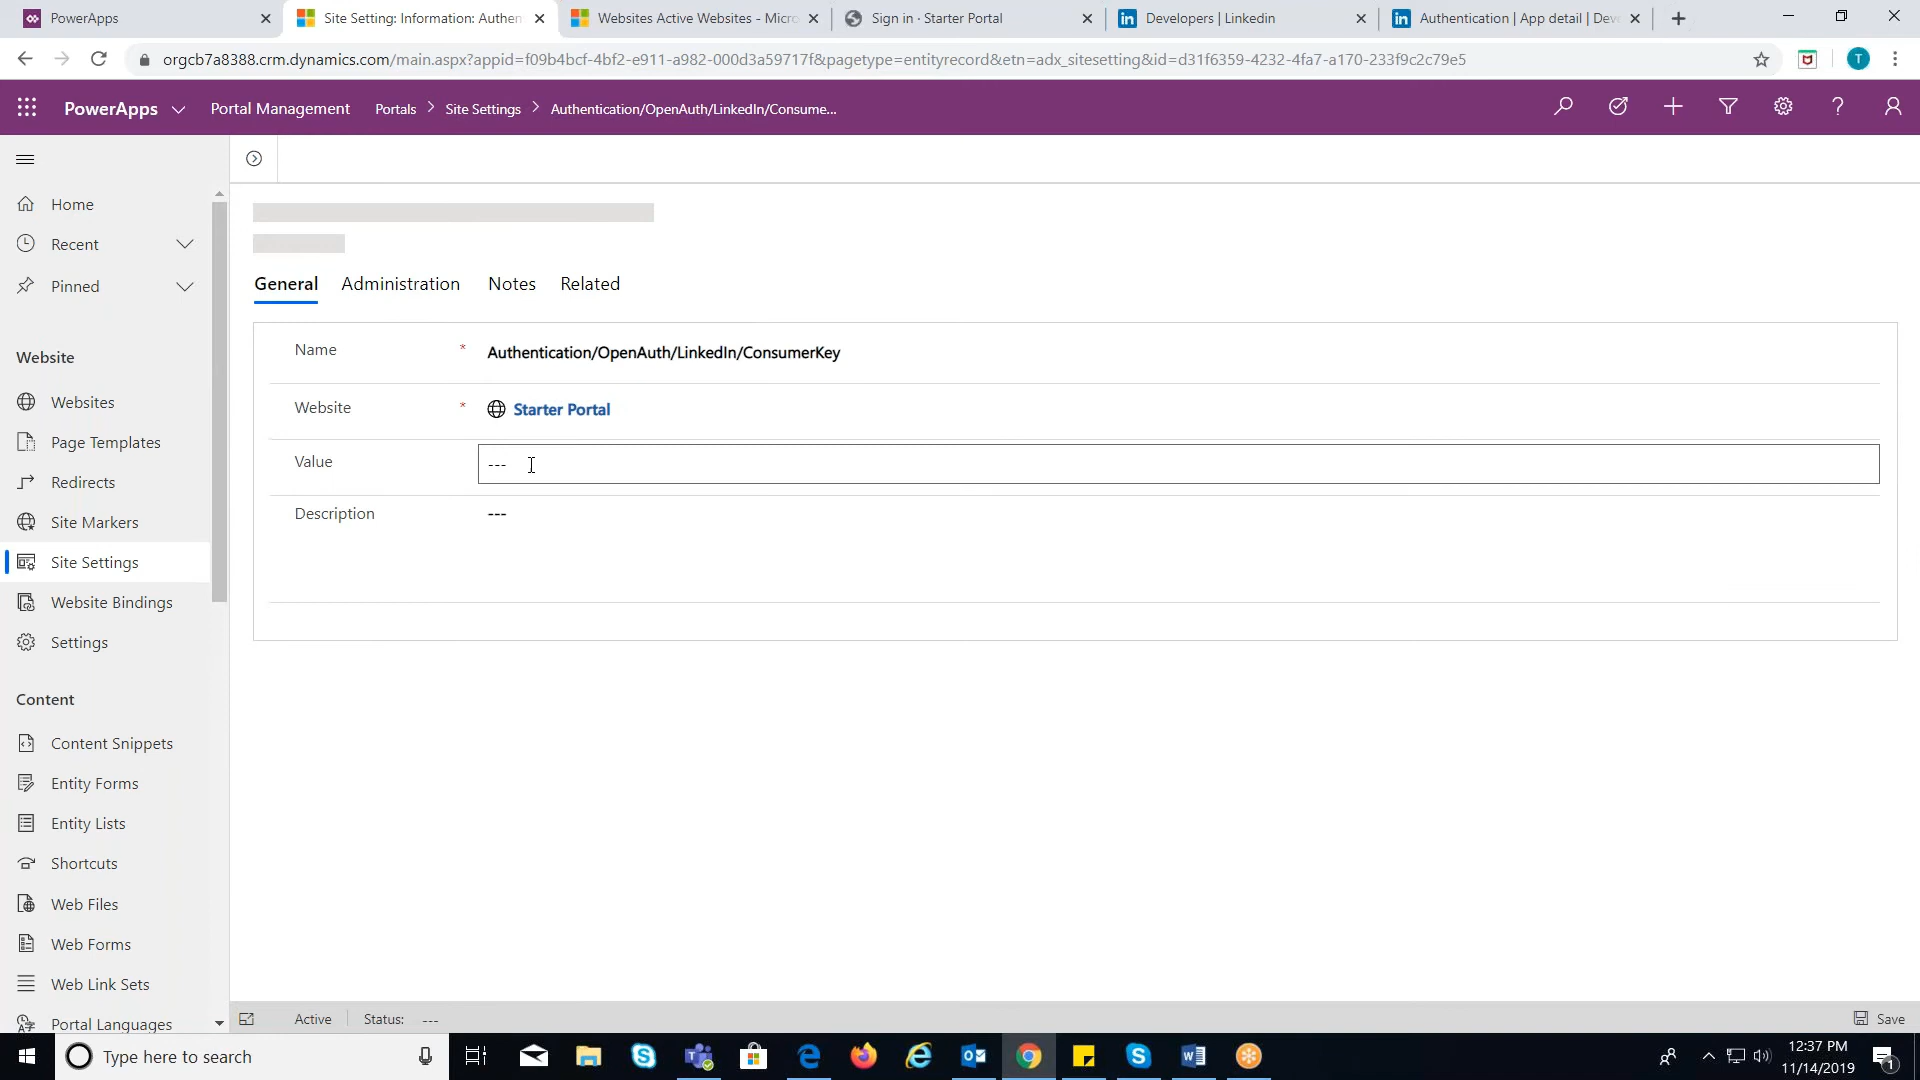 PowerApps
Site Setting: Information: Authen
Websites Active Websites - Micro
Sign in · Starter Portal
Developers | Linkedin
Authentication | App detail | Dev
orgcb7a8388.crm.dynamics.com/main.aspx?appid=f09b4bcf-4bf2-e911-a982-000d3a59717f&pagetype=entityrecord&etn=adx_sitesetting&id=d31f6359-4232-4fa7-a170-233f9c2c79e5
T
PowerApps
Portal Management
Portals > Site Settings > Authentication/OpenAuth/LinkedIn/Consume...
Home
Recent
Pinned
Website
Websites
Page Templates
Redirects
Site Markers
Site Settings
Website Bindings
Settings
Content
Content Snippets
Entity Forms
Entity Lists
Shortcuts
Web Files
Web Forms
Web Link Sets
Portal Languages
General
Administration
Notes
Related
Name * Authentication/OpenAuth/LinkedIn/ConsumerKey
Website * Starter Portal
Value ---
Description ---
Active
Status: ---
Save
Type here to search
12:37 PM
11/14/2019
1